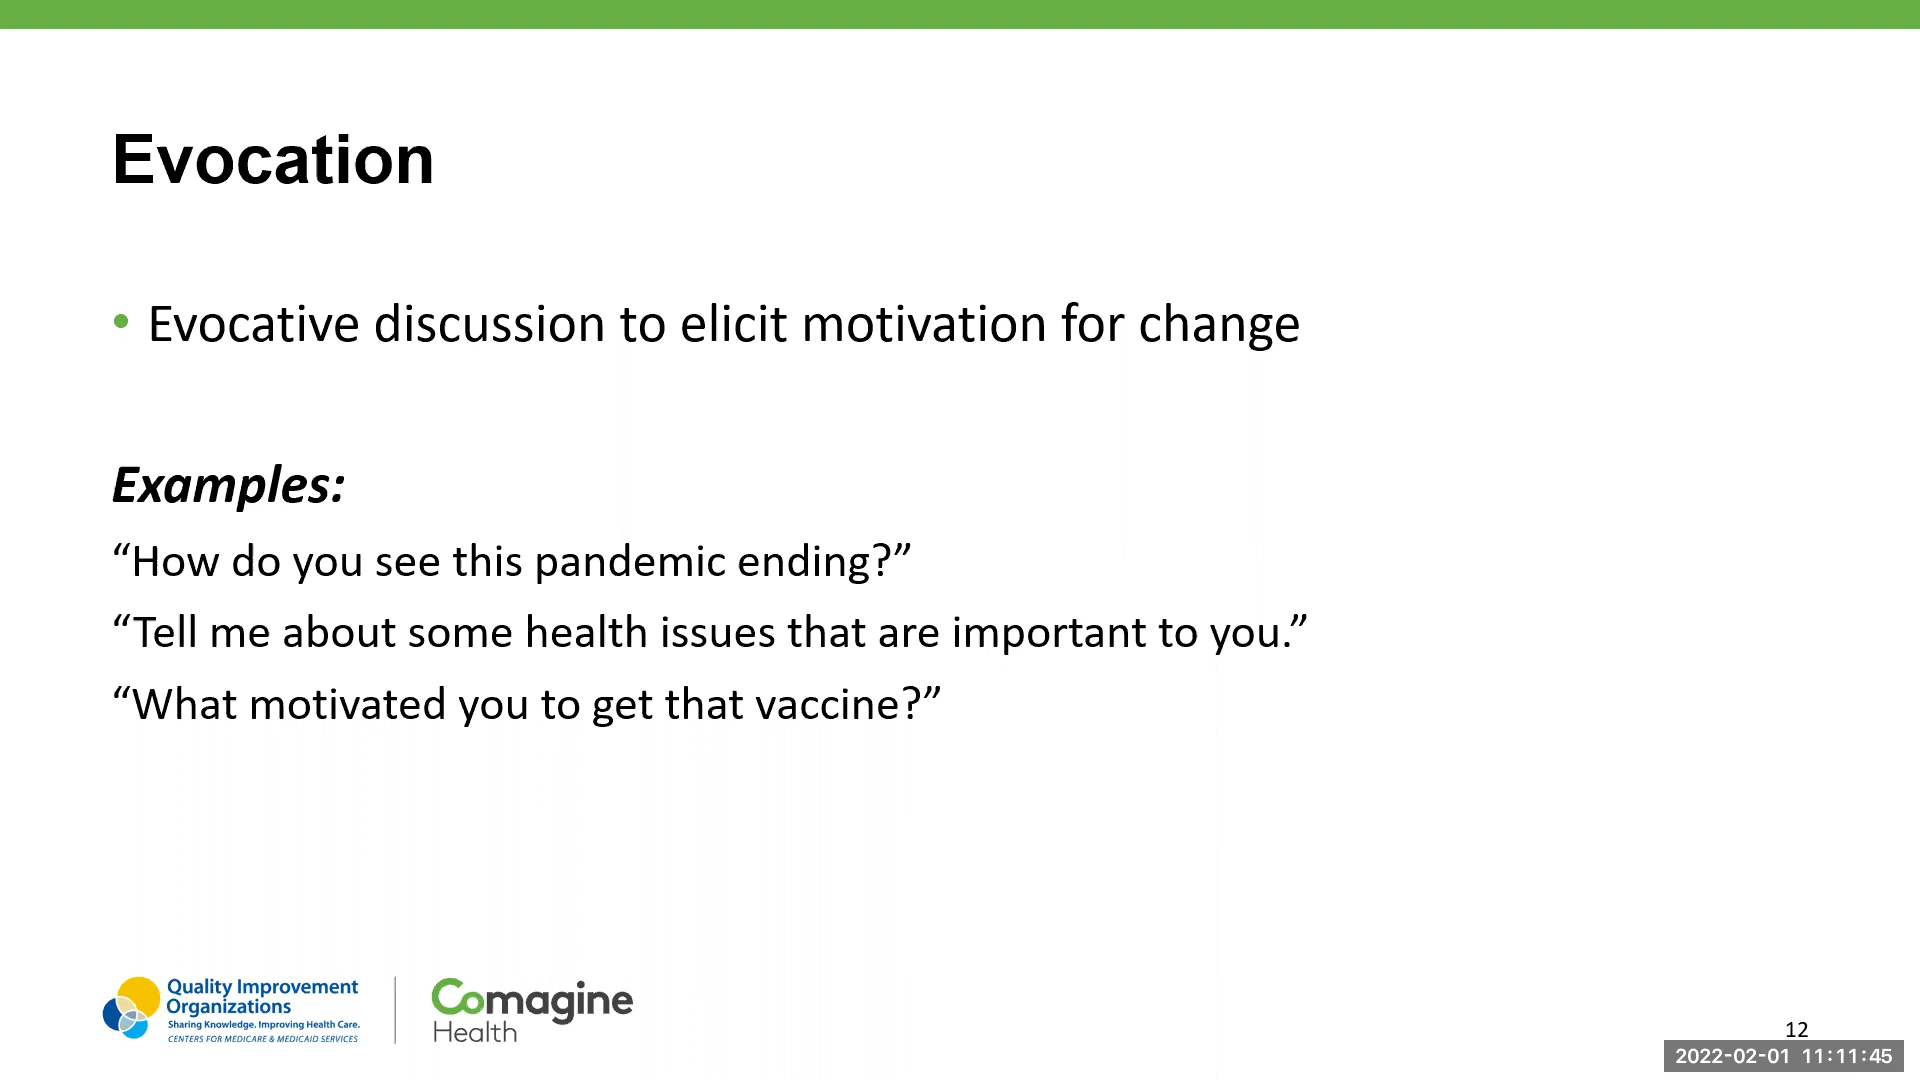 Evocation
• Evocative discussion to elicit motivation for change
Examples:
“How do you see this pandemic ending?”
“Tell me about some health issues that are important to you.”
“What motivated you to get that vaccine?”
Quality Improvement
Organizations
Sharing Knowledge. Improving Health Care.
CENTERS FOR MEDICARE & MEDICAID SERVICES
Comagine
Health
12
2022-02-01 11:11:45